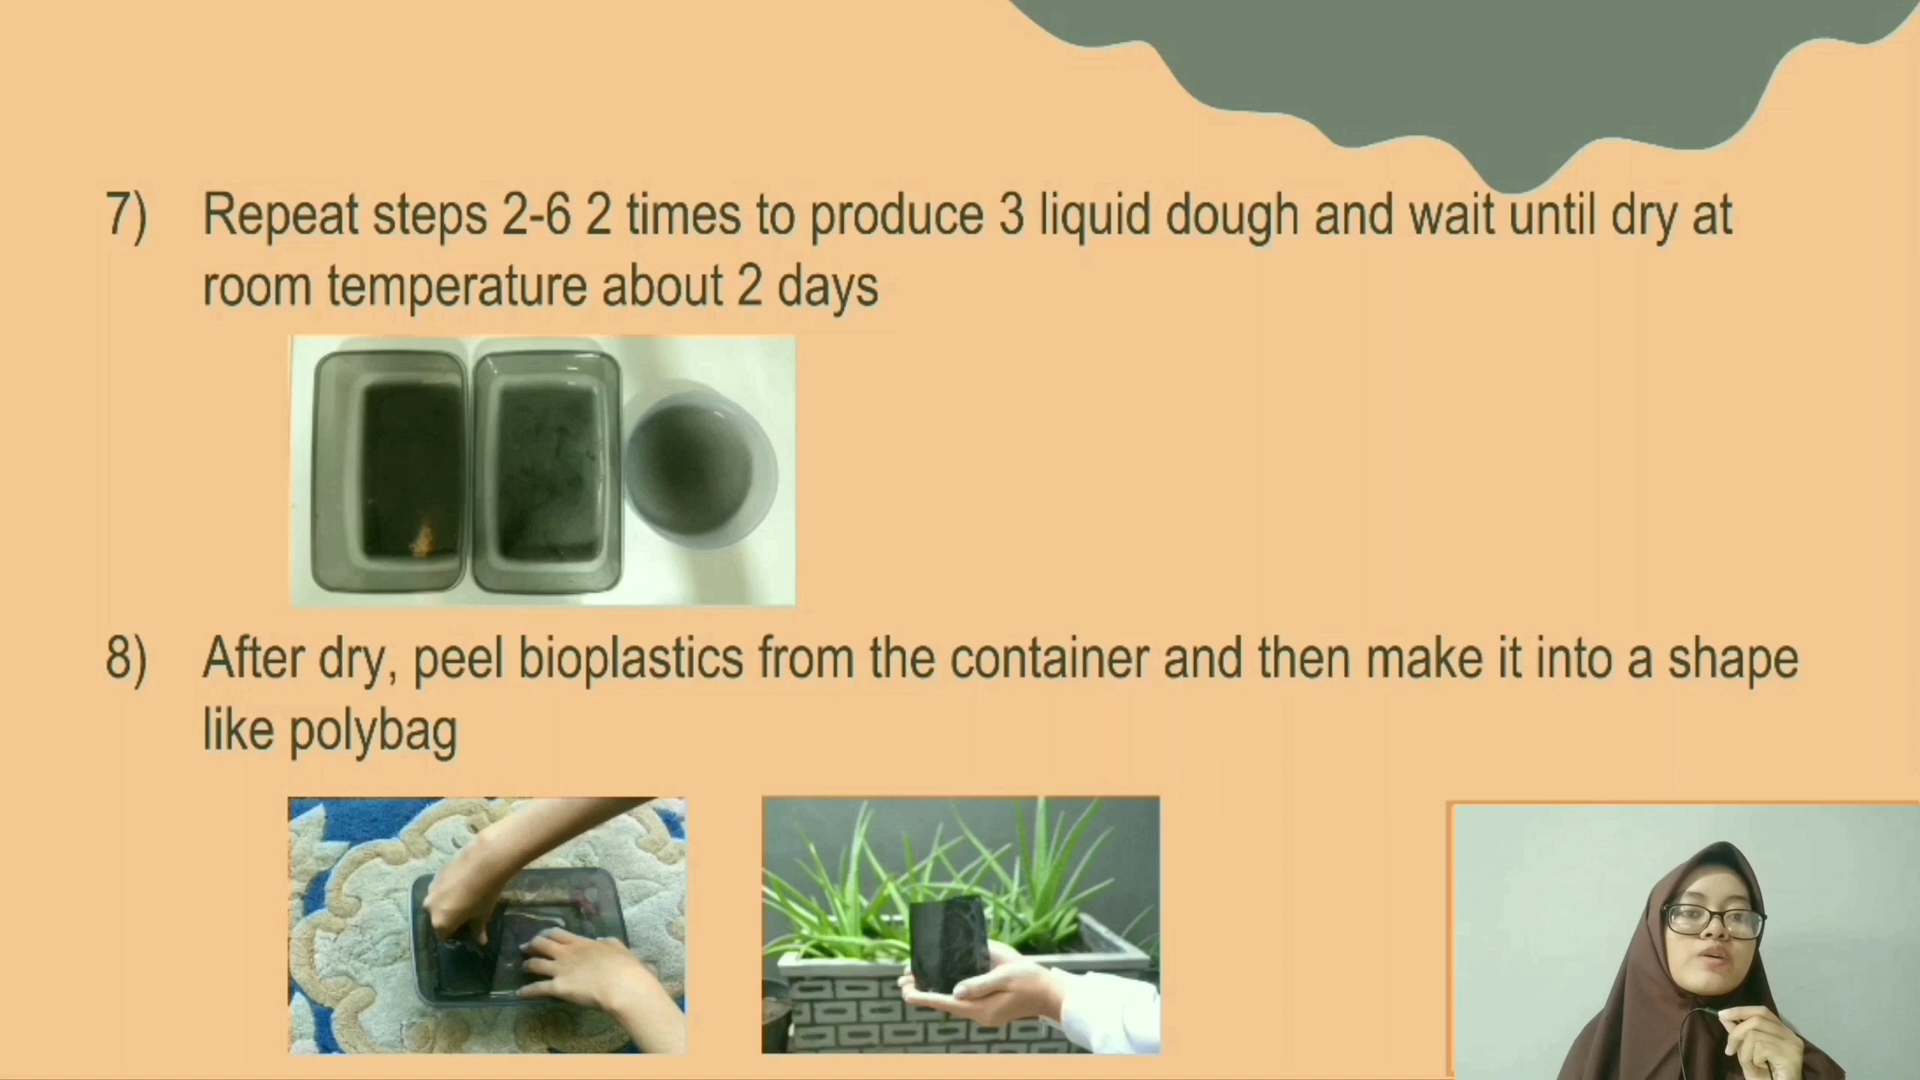 7) Repeat steps 2-6 2 times to produce 3 liquid dough and wait until dry at
room temperature about 2 days
8) After dry, peel bioplastics from the container and then make it into a shape
like polybag